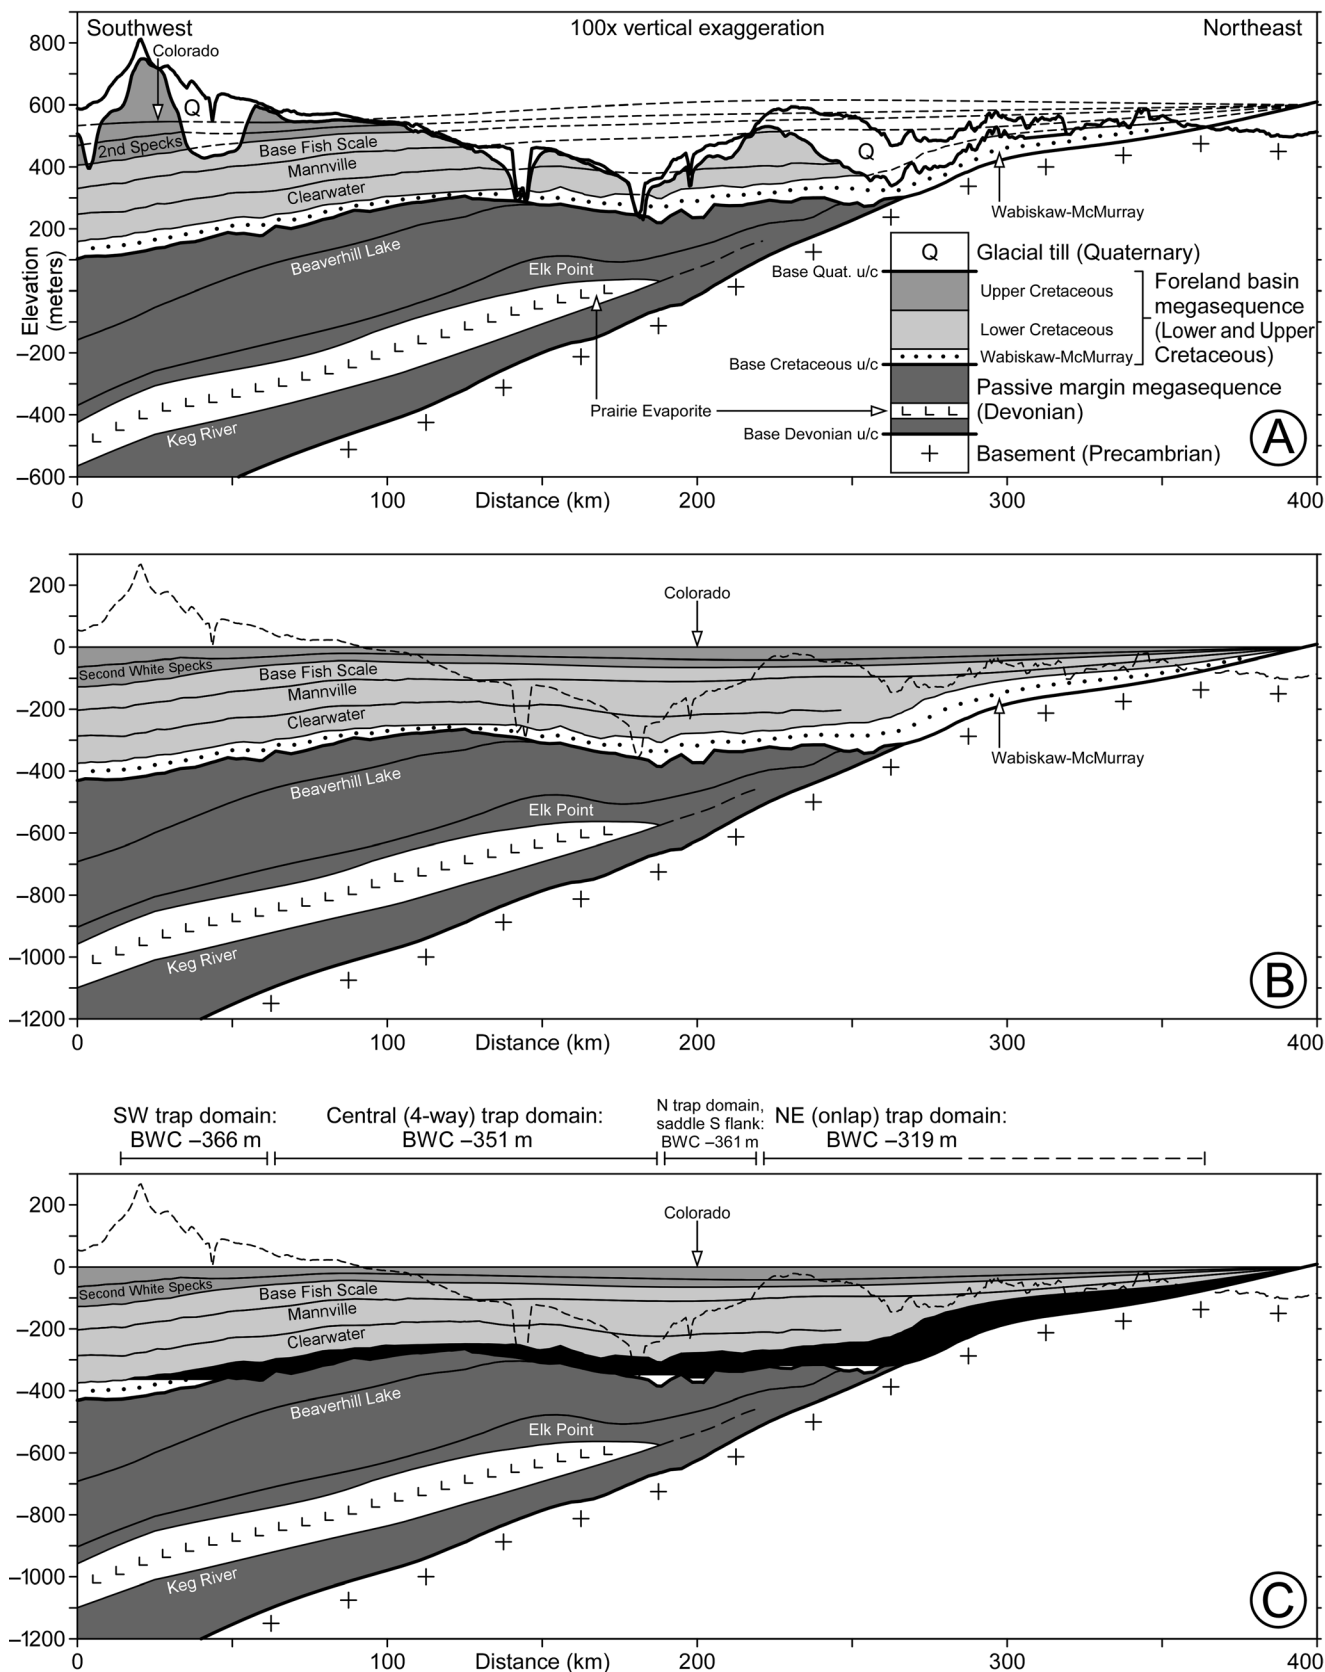 Southwest
100x vertical exaggeration
Northeast
Colorado
800
600
400
200
0
–200
–400
–600
Elevation
(meters)
Q
2nd Specks
Base Fish Scale
Mannville
Clearwater
Beaverhill Lake
Elk Point
Keg River
Prairie Evaporite
Q
Wabiskaw-McMurray
Q
Glacial till (Quaternary)
Base Quat. u/c
Upper Cretaceous
Lower Cretaceous
Wabiskaw-McMurray
Foreland basin
megasequence
(Lower and Upper
Cretaceous)
Base Cretaceous u/c
Passive margin megasequence
(Devonian)
Base Devonian u/c
Basement (Precambrian)
A
0
100
Distance (km)
200
300
400
200
0
–200
–400
–600
–800
–1000
–1200
Colorado
Second White Specks
Base Fish Scale
Mannville
Clearwater
Beaverhill Lake
Elk Point
Keg River
Wabiskaw-McMurray
B
0
100
Distance (km)
200
300
400
SW trap domain:
BWC –366 m
Central (4-way) trap domain:
BWC –351 m
N trap domain,
saddle S flank:
BWC –361 m
NE (onlap) trap domain:
BWC –319 m
200
0
–200
–400
–600
–800
–1000
–1200
Colorado
Second White Specks
Base Fish Scale
Mannville
Clearwater
Beaverhill Lake
Elk Point
Keg River
C
0
100
Distance (km)
200
300
400